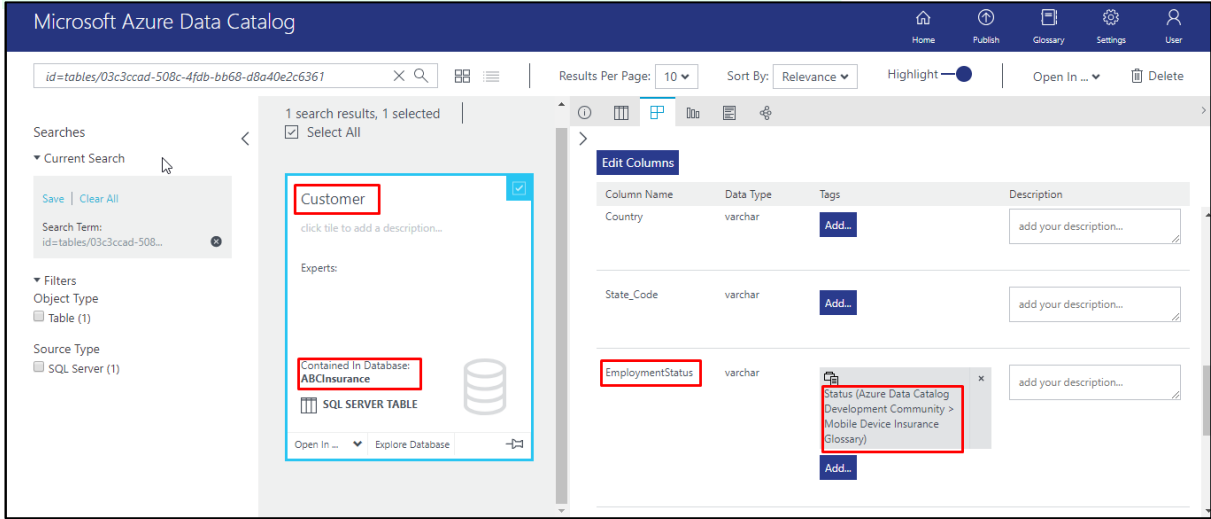 Microsoft Azure Data Catalog
Home
Publish
Glossary
Settings
User
id=tables/03c3ccad-508c-4fdb-bb68-d8a40e2c6361
Results Per Page: 10
Sort By: Relevance
Highlight
Open In ...
Delete
Searches
Current Search
Save | Clear All
Search Term:
id=tables/03c3ccad-508...
Filters
Object Type
Table (1)
Source Type
SQL Server (1)
1 search results, 1 selected
Select All
Customer
click tile to add a description...
Experts:
Contained In Database:
ABCInsurance
SQL SERVER TABLE
Open In ... Explore Database
Edit Columns
Column Name Data Type Tags Description
Country varchar Add... add your description...
State_Code varchar Add... add your description...
EmploymentStatus varchar add your description...
Status (Azure Data Catalog
Development Community >
Mobile Device Insurance
Glossary)
Add...